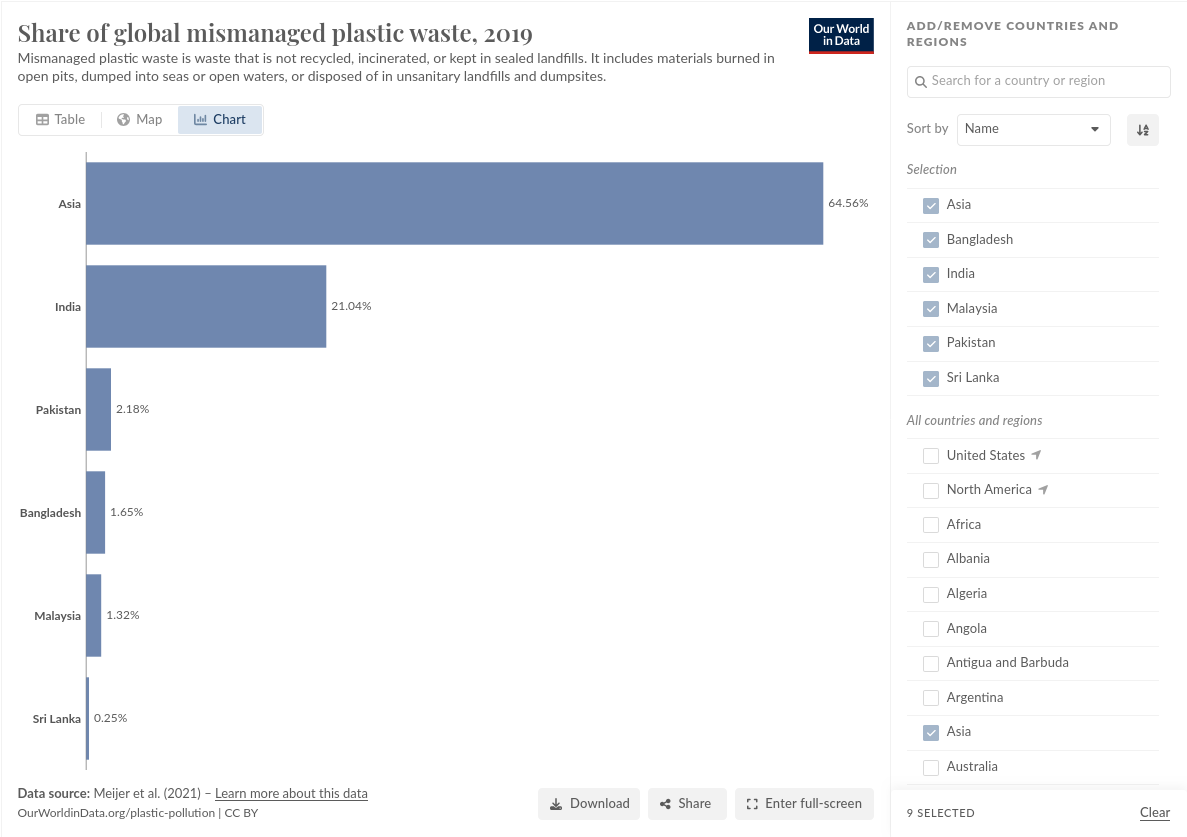 Share of global mismanaged plastic waste, 2019
Mismanaged plastic waste is waste that is not recycled, incinerated, or kept in sealed landfills. It includes materials burned in
open pits, dumped into seas or open waters, or disposed of in unsanitary landfills and dumpsites.
Our World
in Data
Table
Map
Chart
Asia
64.56%
India
21.04%
Pakistan
2.18%
Bangladesh
1.65%
Malaysia
1.32%
Sri Lanka
0.25%
Data source: Meijer et al. (2021) – Learn more about this data
OurWorldinData.org/plastic-pollution | CC BY
Download
Share
Enter full-screen
ADD/REMOVE COUNTRIES AND
REGIONS
Search for a country or region
Sort by
Name
Selection
Asia
Bangladesh
India
Malaysia
Pakistan
Sri Lanka
All countries and regions
United States
North America
Africa
Albania
Algeria
Angola
Antigua and Barbuda
Argentina
Asia
Australia
9 SELECTED
Clear